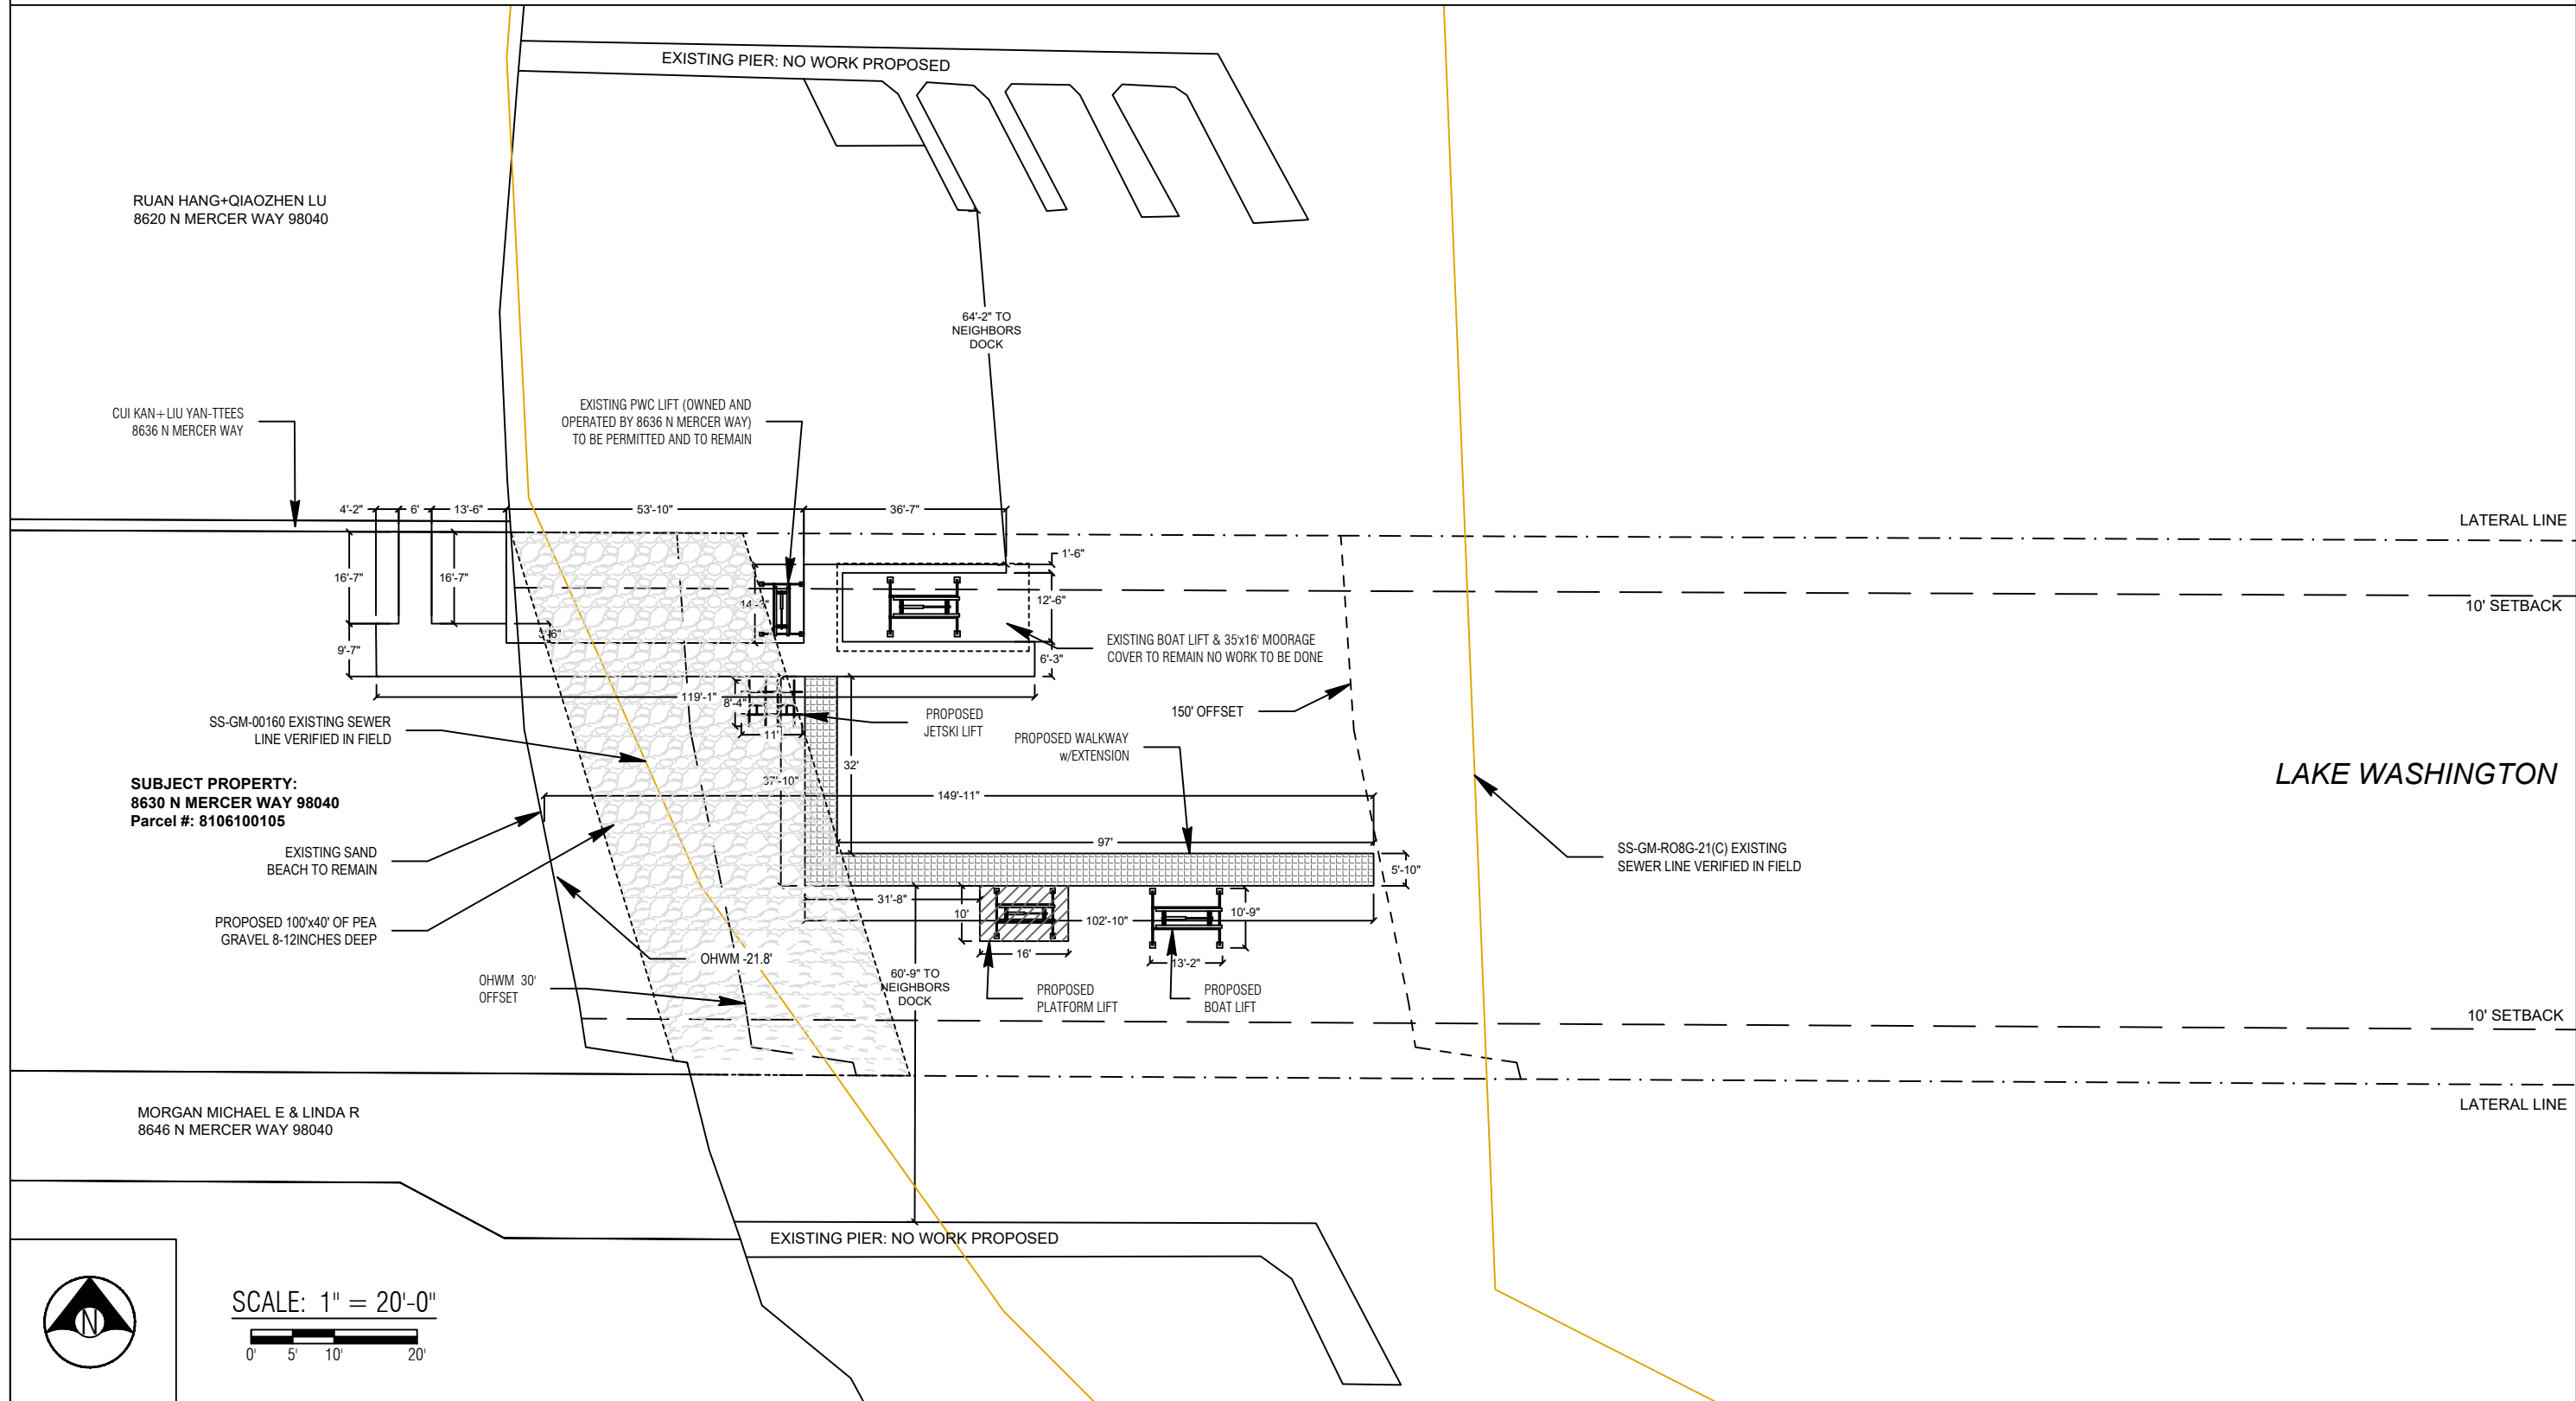 EXISTING PIER: NO WORK PROPOSED
RUAN HANG+QIAOZHEN LU
8620 N MERCER WAY 98040
64'-2" TO
NEIGHBORS
DOCK
CUI KAN+LIU YAN-TTEES
8636 N MERCER WAY
EXISTING PWC LIFT (OWNED AND
OPERATED BY 8636 N MERCER WAY)
TO BE PERMITTED AND TO REMAIN
4'-2"
6'
13'-6"
53'-10"
36'-7"
LATERAL LINE
1'-6"
16'-7"
16'-7"
14'-3"
12'-6"
10' SETBACK
3'-6"
EXISTING BOAT LIFT & 35'x16' MOORAGE
COVER TO REMAIN NO WORK TO BE DONE
9'-7"
6'-3"
119'-1"
8'-4"
11'
PROPOSED
JETSKI LIFT
150' OFFSET
SS-GM-00160 EXISTING SEWER
LINE VERIFIED IN FIELD
PROPOSED WALKWAY
w/EXTENSION
32'
37'-10"
149'-11"
LAKE WASHINGTON
SUBJECT PROPERTY:
8630 N MERCER WAY 98040
Parcel #: 8106100105
97'
SS-GM-RO8G-21(C) EXISTING
SEWER LINE VERIFIED IN FIELD
EXISTING SAND
BEACH TO REMAIN
5'-10"
31'-8"
10'
102'-10"
10'-9"
PROPOSED 100'x40' OF PEA
GRAVEL 8-12INCHES DEEP
OHWM -21.8'
16'
13'-2"
OHWM 30'
OFFSET
60'-9" TO
NEIGHBORS
DOCK
PROPOSED
PLATFORM LIFT
PROPOSED
BOAT LIFT
10' SETBACK
LATERAL LINE
MORGAN MICHAEL E & LINDA R
8646 N MERCER WAY 98040
EXISTING PIER: NO WORK PROPOSED
N
SCALE: 1" = 20'-0"
0' 5' 10' 20'